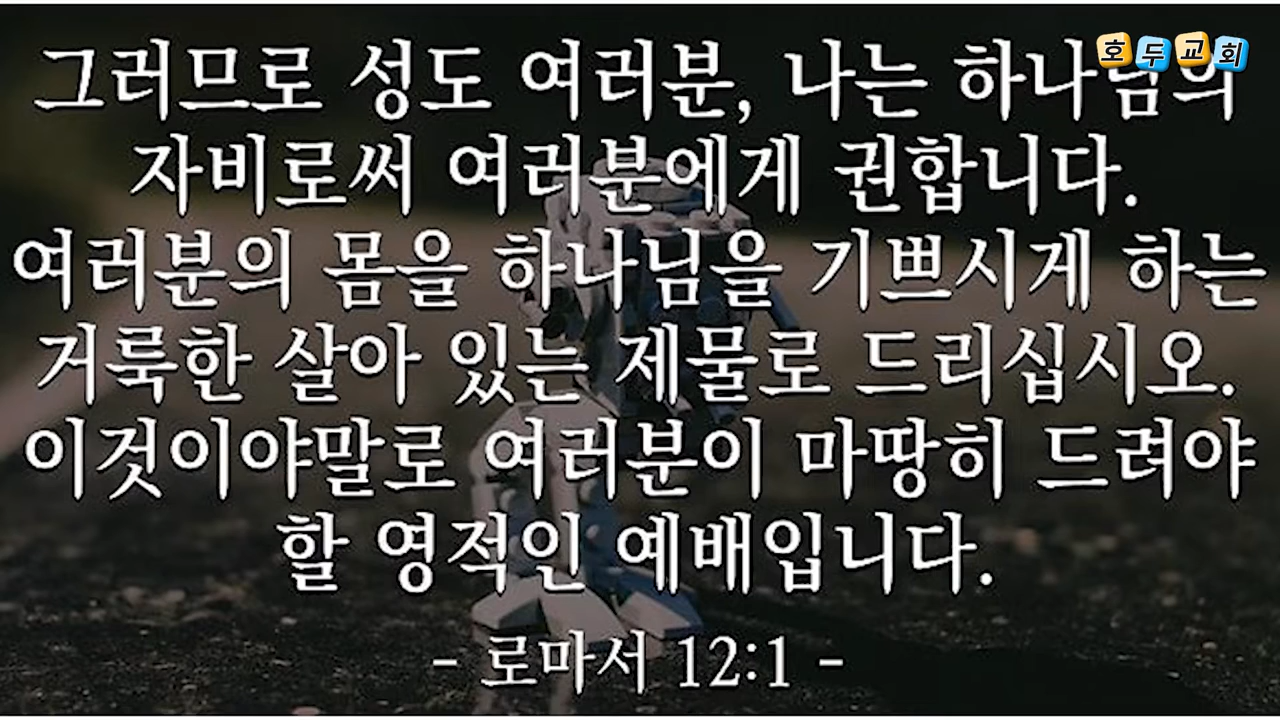 호두교회
그러므로 성도 여러분, 나는 하나님의
자비로써 여러분에게 권합니다.
여러분의 몸을 하나님을 기쁘시게 하는
거룩한 살아 있는 제물로 드리십시오.
이것이야말로 여러분이 마땅히 드려야
할 영적인 예배입니다.
- 로마서 12:1 -